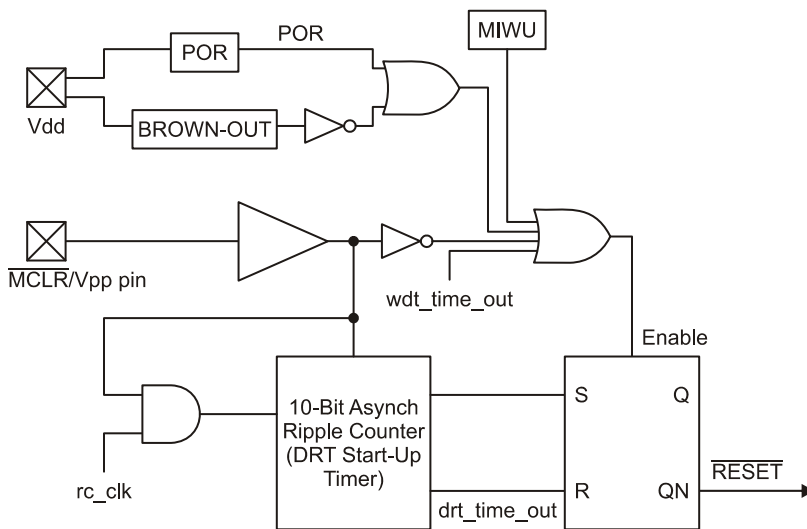 MIWU
POR
POR
Vdd
BROWN-OUT
MCLR/Vpp pin
wdt_time_out
Enable
10-Bit Asynch
Ripple Counter
(DRT Start-Up
Timer)
S
Q
rc_clk
drt_time_out
R
QN
RESET